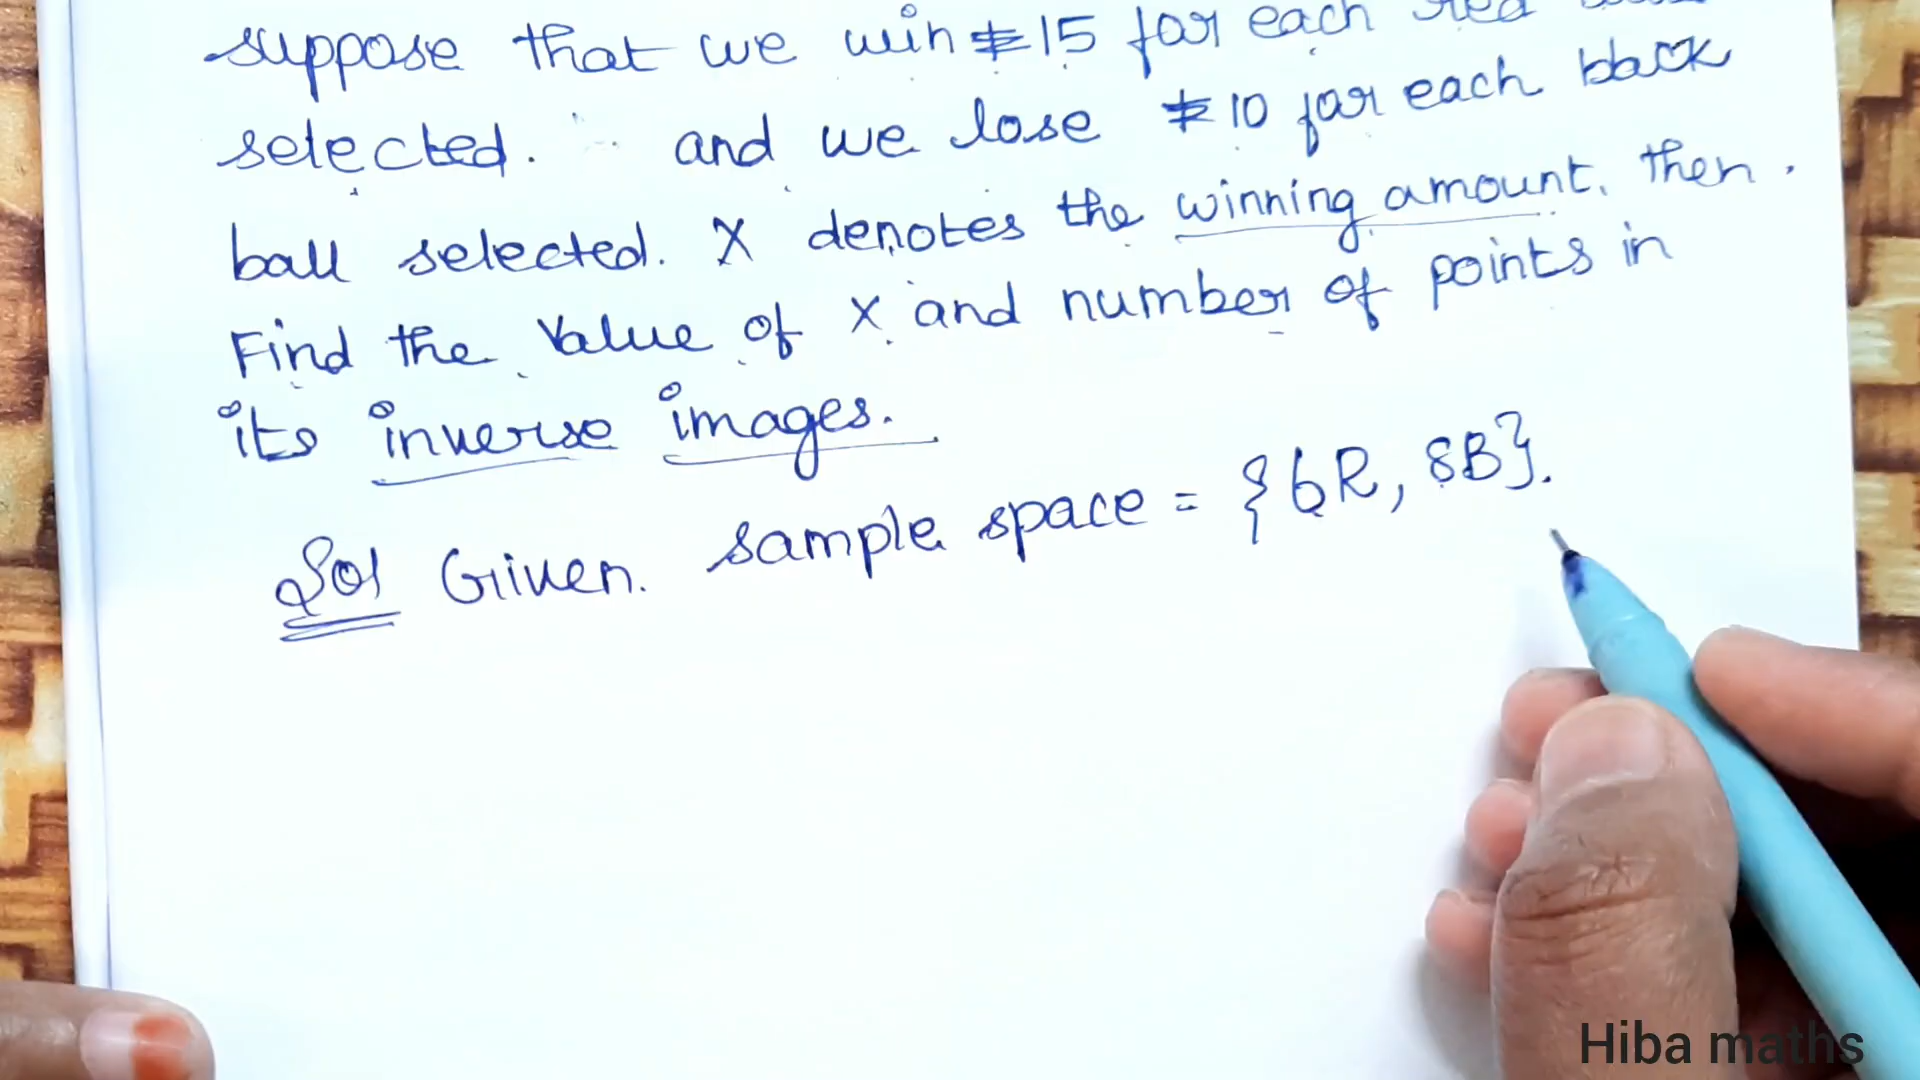 suppose that we win ₹15 for each red
selected. and we lose ₹10 for each back
ball selected. X denotes the winning amount. then.
Find the Value of X and number of points in
its inverse images.
Sol Given. sample space = {6R, 8B}.
Hiba maths